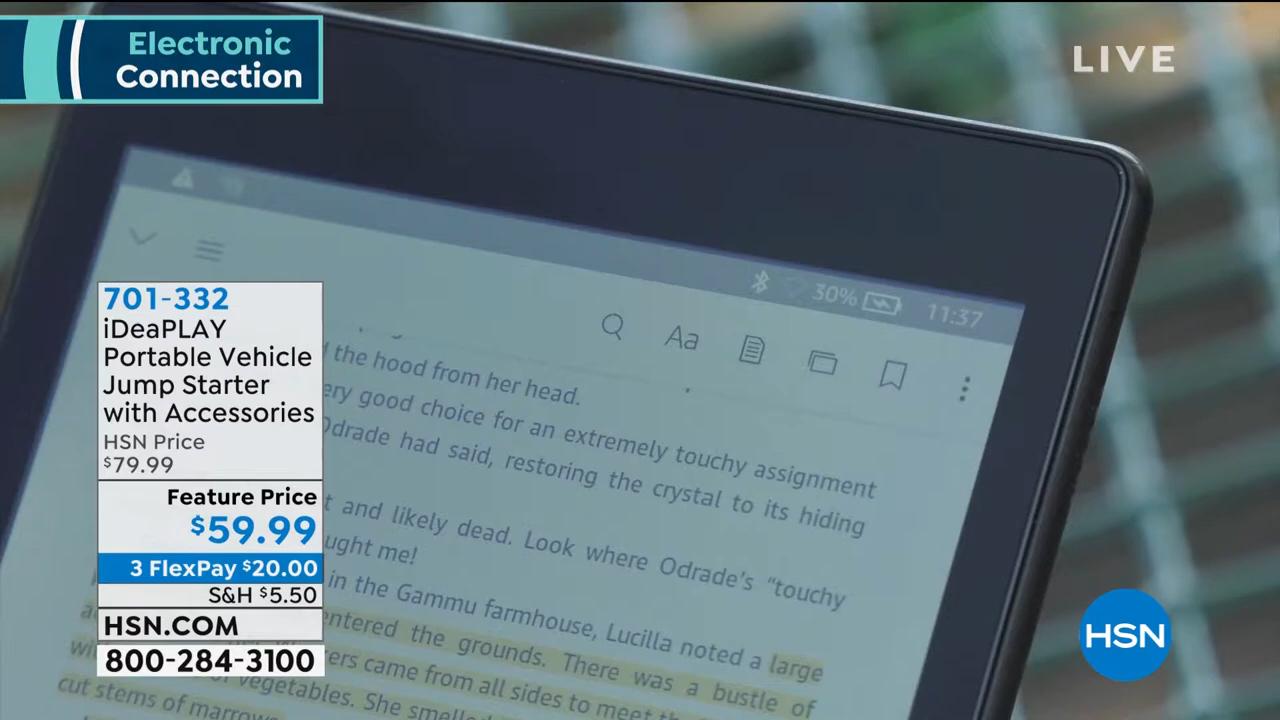 Electronic
Connection
LIVE
30%
11:37
Aa
701-332
iDeaPLAY
Portable Vehicle
Jump Starter
with Accessories
HSN Price
$79.99
Feature Price
$59.99
3 FlexPay $20.00
S&H $5.50
HSN.COM
800-284-3100
the hood from her head.
ery good choice for an extremely touchy assignment
Odrade had said, restoring the crystal to its hiding
t and likely dead. Look where Odrade's "touchy
ught me!
in the Gammu farmhouse, Lucilla noted a large
entered the grounds. There was a bustle of
ers came from all sides to meet
of vegetables. She smelled
cut stems of marrows
HSN